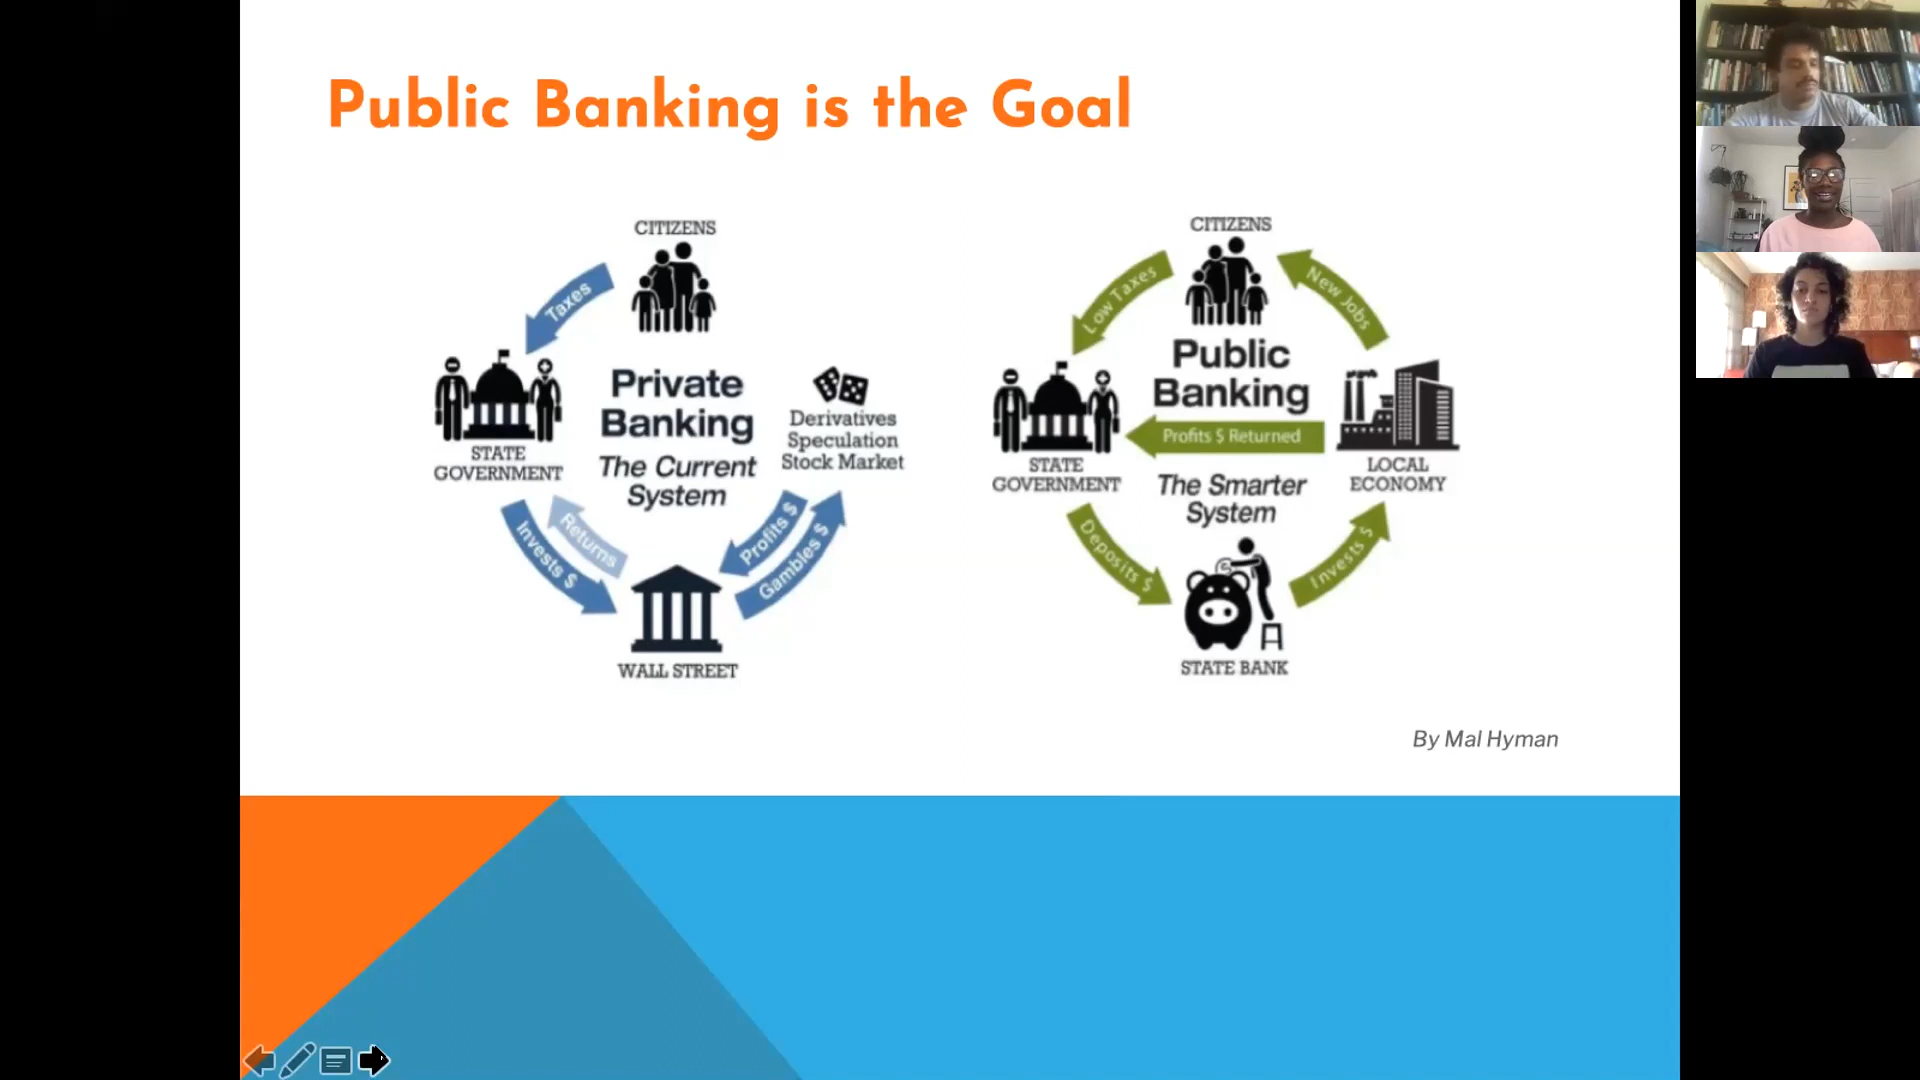 Public Banking is the Goal
CITIZENS
Taxes
STATE
GOVERNMENT
Private
Banking
The Current
System
Derivatives
Speculation
Stock Market
Invests $
Returns
Profits $
Gambles $
WALL STREET
CITIZENS
Low Taxes
New Jobs
Public
Banking
Profits $ Returned
The Smarter
System
STATE
GOVERNMENT
LOCAL
ECONOMY
Deposits $
Invests $
STATE BANK
By Mal Hyman